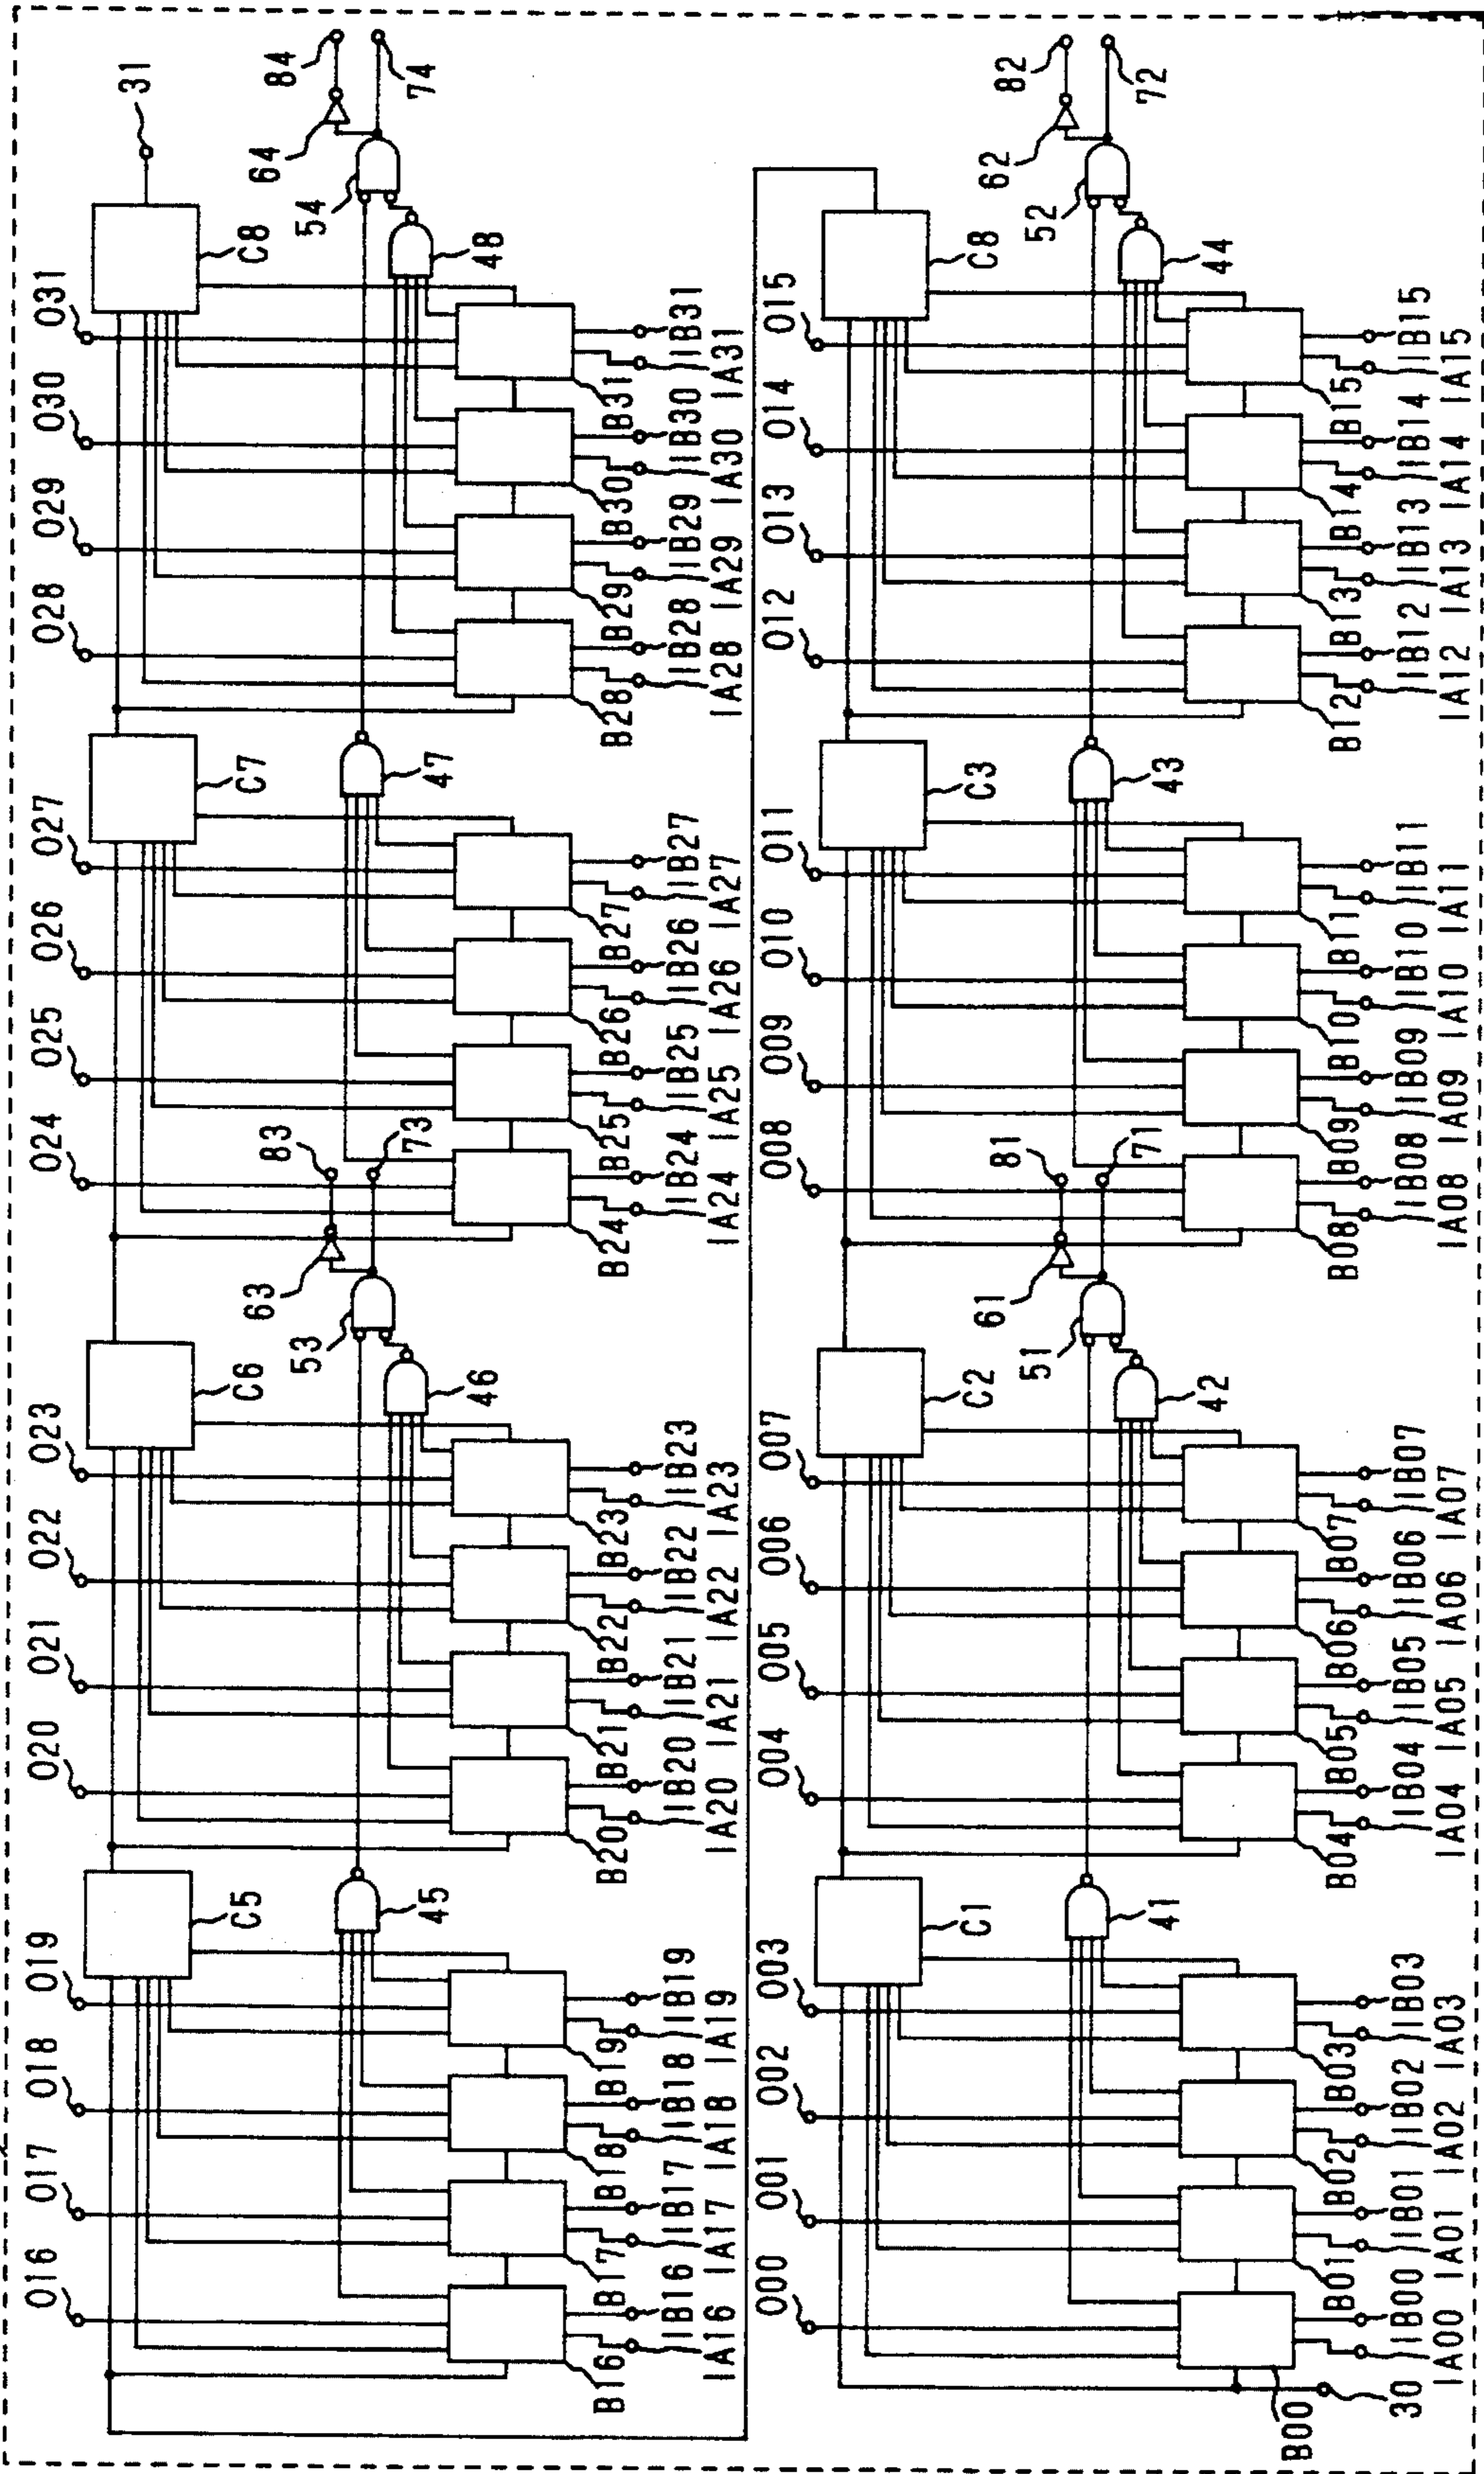 O16 O17 O18 O19 O20 O21 O22 O23 O24 O25 O26 O27 O28 O29 O30 O31 31
C5 C6 C7 C8
84
64
83
63
74
73
54
53
45 46 47 48
B16 B17 B18 B19 B20 B21 B22 B23 B24 B25 B26 B27 B28 B29 B30 B31
IB16 IB17 IB18 IB19 IB20 IB21 IB22 IB23 IB24 IB25 IB26 IB27 IB28 IB29 IB30 IB31
IA16 IA17 IA18 IA19 IA20 IA21 IA22 IA23 IA24 IA25 IA26 IA27 IA28 IA29 IA30 IA31
O00 O01 O02 O03 O04 O05 O06 O07 O08 O09 O10 O11 O12 O13 O14 O15
C1 C2 C3 C8
82
62
81
61
72
71
52
51
41 42 43 44
B00 B01 B02 B03 B04 B05 B06 B07 B08 B09 B10 B11 B12 B13 B14 B15
IB00 IB01 IB02 IB03 IB04 IB05 IB06 IB07 IB08 IB09 IB10 IB11 IB12 IB13 IB14 IB15
30 IA00 IA01 IA02 IA03 IA04 IA05 IA06 IA07 IA08 IA09 IA10 IA11 IA12 IA13 IA14 IA15